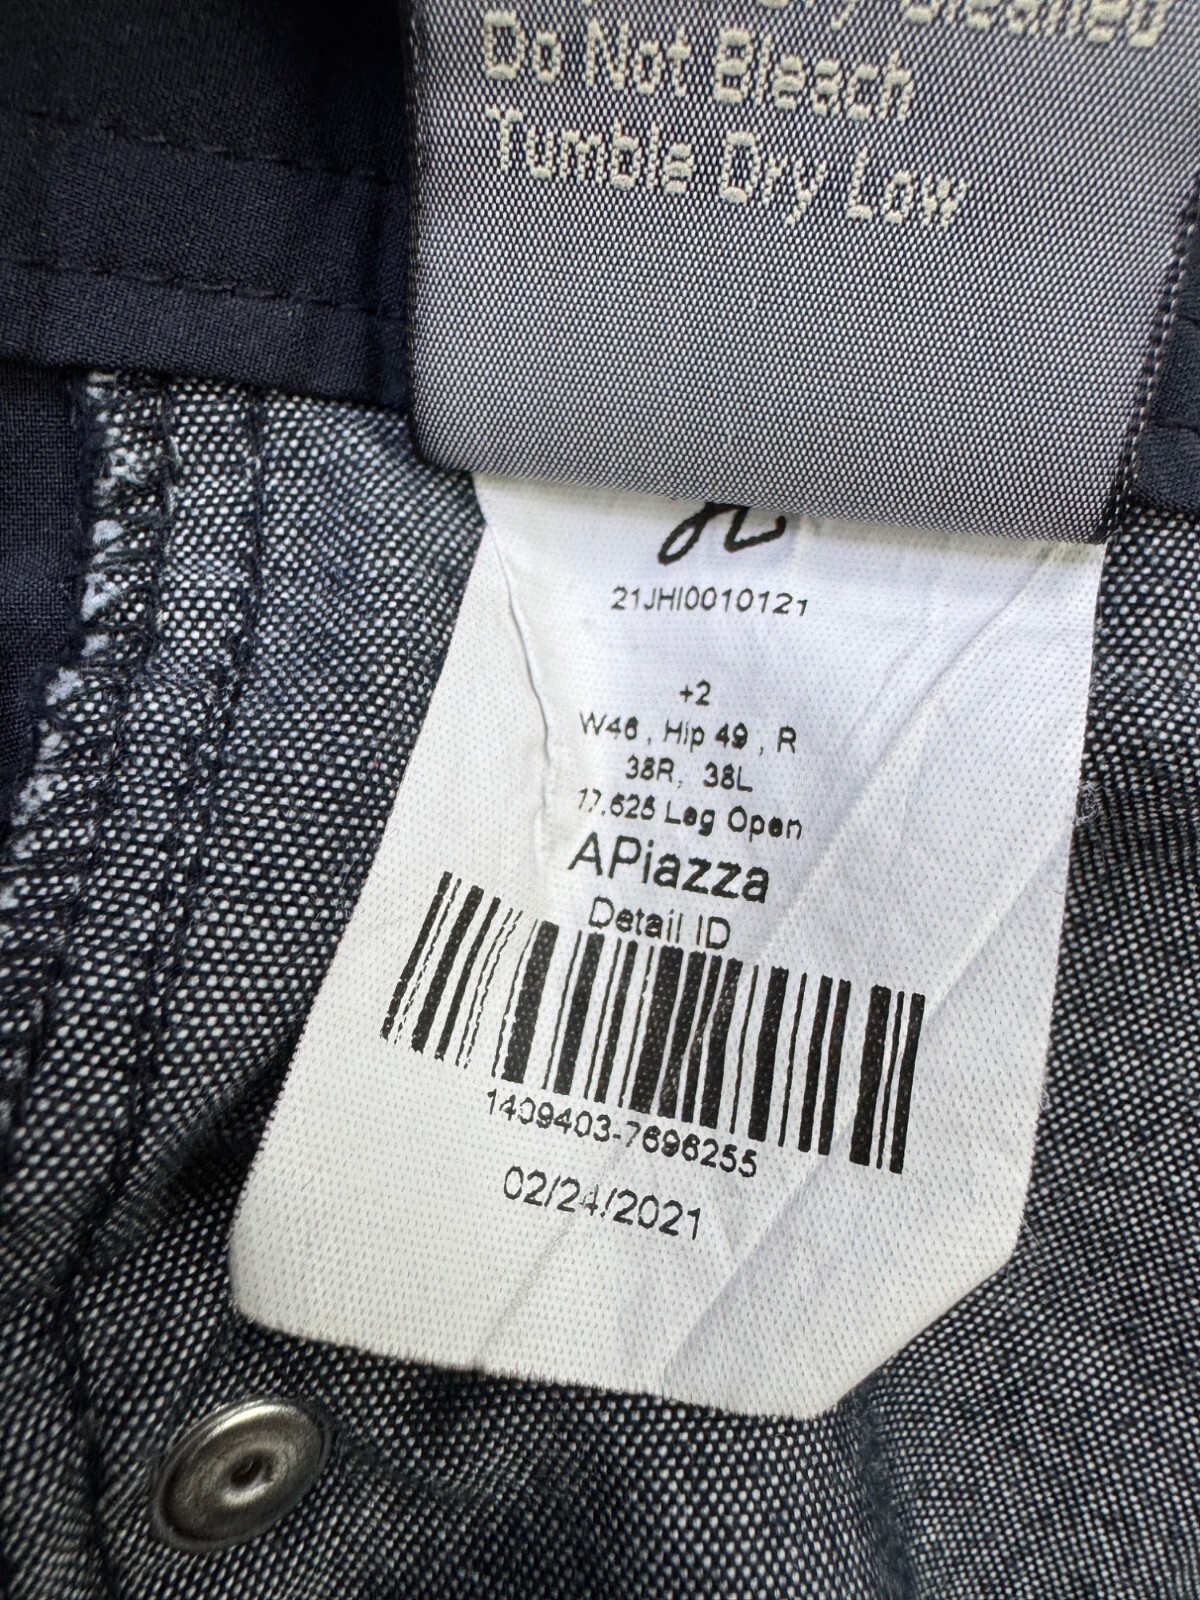 Do Not Bleach
Tumble Dry Low
21JHI0010121
+2
W46 , Hip 49 , R
38R, 38L
17.625 Leg Open
APiazza
Detail ID
1409403-7696255
02/24/2021